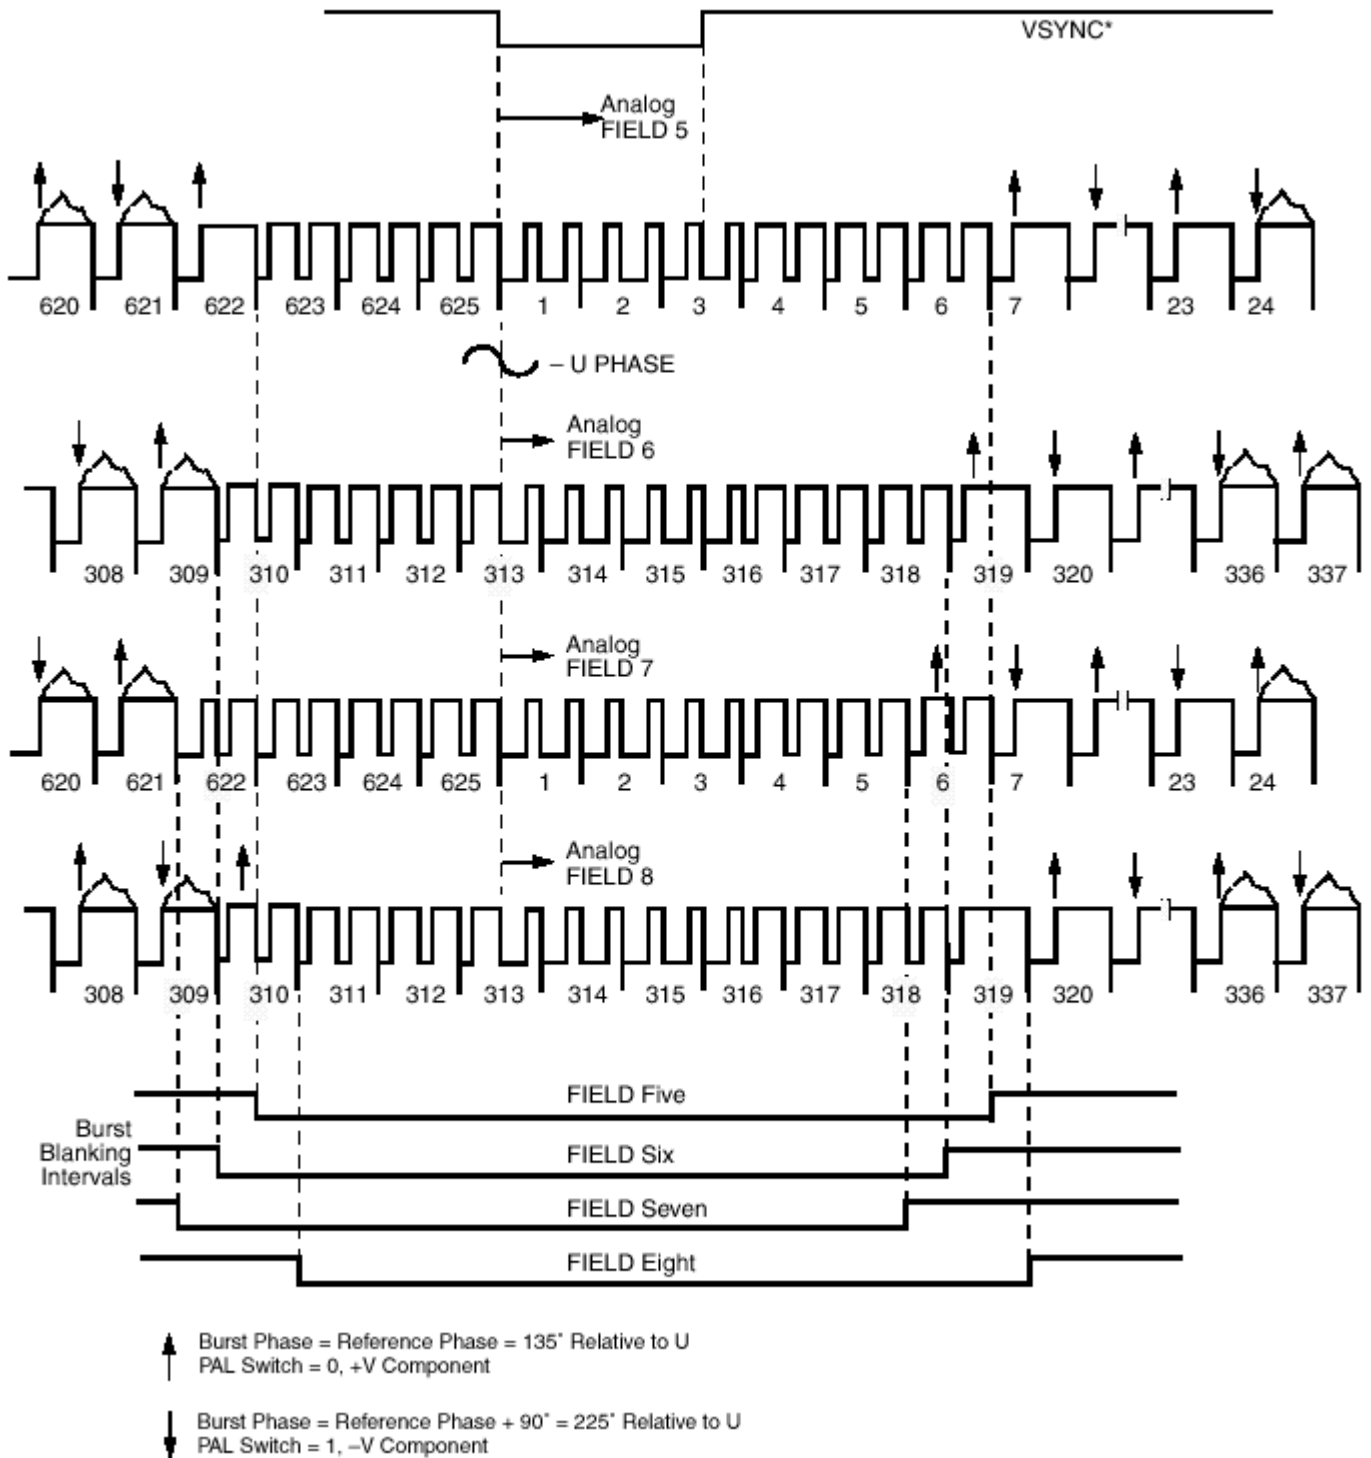 VSYNC*
Analog
FIELD 5
620 621 622 623 624 625 1 2 3 4 5 6 7 23 24
– U PHASE
Analog
FIELD 6
308 309 310 311 312 313 314 315 316 317 318 319 320 336 337
Analog
FIELD 7
620 621 622 623 624 625 1 2 3 4 5 6 7 23 24
Analog
FIELD 8
308 309 310 311 312 313 314 315 316 317 318 319 320 336 337
FIELD Five
Burst
Blanking
Intervals
FIELD Six
FIELD Seven
FIELD Eight
Burst Phase = Reference Phase = 135° Relative to U
PAL Switch = 0, +V Component
Burst Phase = Reference Phase + 90° = 225° Relative to U
PAL Switch = 1, –V Component